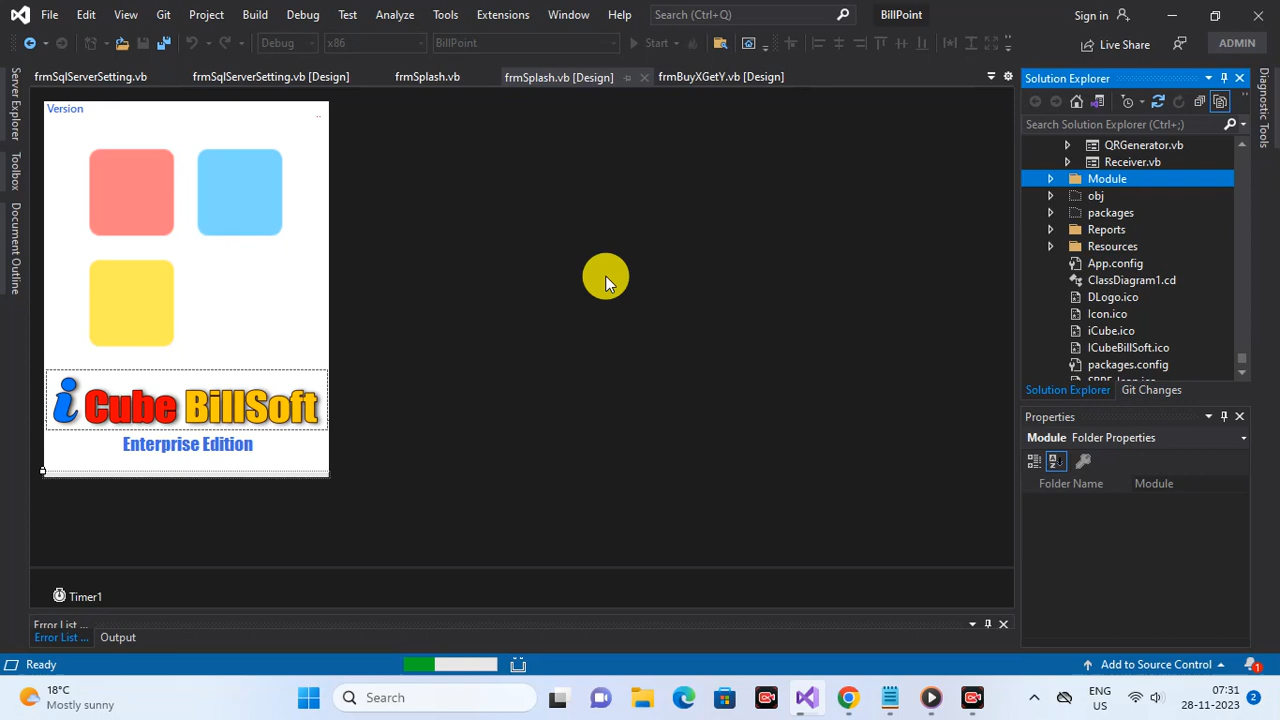 File Edit View Git Project Build Debug Test Analyze Tools Extensions Window Help Search (Ctrl+Q) BillPoint Sign in
Debug x86 BillPoint Start Live Share ADMIN
frmSqlServerSetting.vb frmSqlServerSetting.vb [Design] frmSplash.vb frmSplash.vb [Design] frmBuyXGetY.vb [Design]
Server Explorer
Toolbox
Document Outline
Version
..
i Cube BillSoft
Enterprise Edition
Timer1
Error List ...
Error List ... Output
Solution Explorer
Search Solution Explorer (Ctrl+;)
QRGenerator.vb
Receiver.vb
Module
obj
packages
Reports
Resources
App.config
ClassDiagram1.cd
DLogo.ico
Icon.ico
iCube.ico
ICubeBillSoft.ico
packages.config
Solution Explorer Git Changes
Properties
Module Folder Properties
Folder Name Module
Diagnostic Tools
Ready Add to Source Control 1
18°C
Mostly sunny
Search
ENG
US
07:31
28-11-2023
2